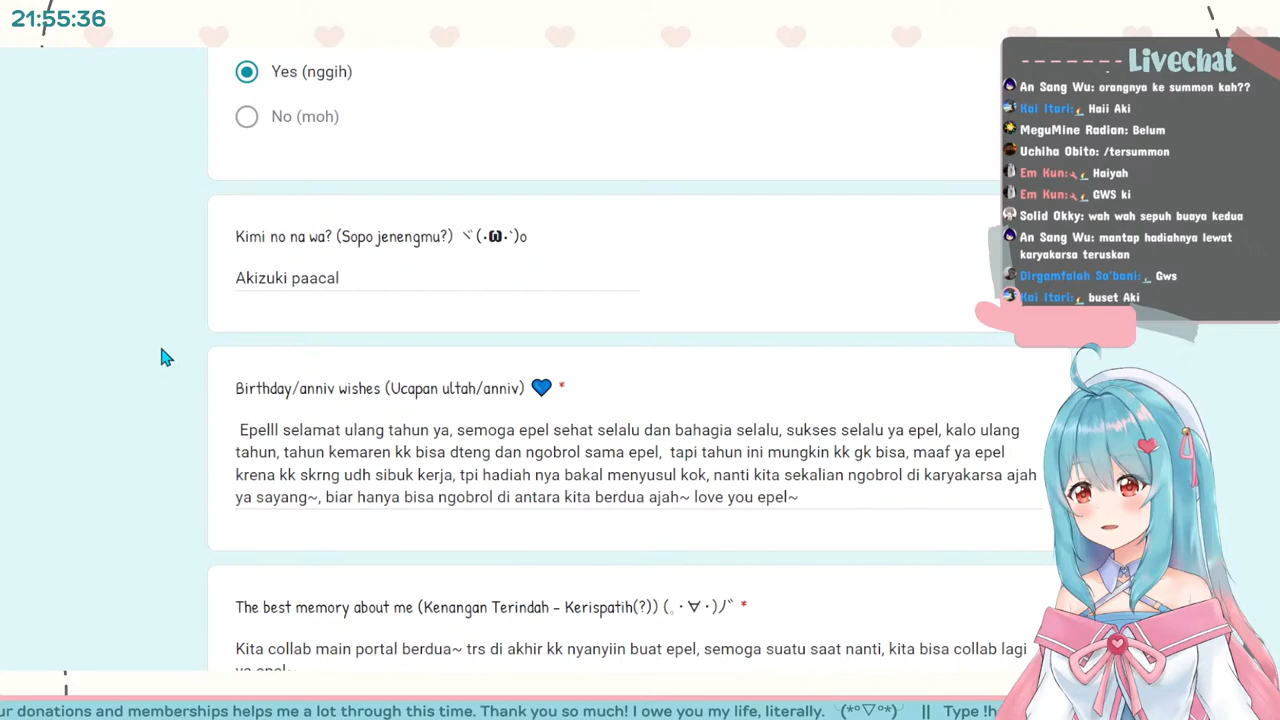 21:55:36
Yes (nggih)
No (moh)
Kimi no na wa? (Sopo jenengmu?) ヾ(･ω･`)o
Akizuki paacal
Birthday/anniv wishes (Ucapan ultah/anniv) 💙 *
Epelll selamat ulang tahun ya, semoga epel sehat selalu dan bahagia selalu, sukses selalu ya epel, kalo ulang
tahun, tahun kemaren kk bisa dteng dan ngobrol sama epel, tapi tahun ini mungkin kk gk bisa, maaf ya epel
krena kk skrng udh sibuk kerja, tpi hadiah nya bakal menyusul kok, nanti kita sekalian ngobrol di karyakarsa ajah
ya sayang~, biar hanya bisa ngobrol di antara kita berdua ajah~ love you epel~
The best memory about me (Kenangan Terindah - Kerispatih(?)) (。･∀･)ﾉﾞ *
Kita collab main portal berdua~ trs di akhir kk nyanyiin buat epel, semoga suatu saat nanti, kita bisa collab lagi
ya epel~
Livechat
An Sang Wu: orangnya ke summon kah??
Kai Itari: Haii Aki
MeguMine Radian: Belum
Uchiha Obito: /tersummon
Em Kun: Haiyah
Em Kun: GWS ki
Solid Okky: wah wah sepuh buaya kedua
An Sang Wu: mantap hadiahnya lewat
karyakarsa teruskan
Dirgamfalah Sa'bani: Gws
Kai Itari: buset Aki
ur donations and memberships helps me a lot through this time. Thank you so much! I owe you my life, literally. (*°▽°*) || Type !h